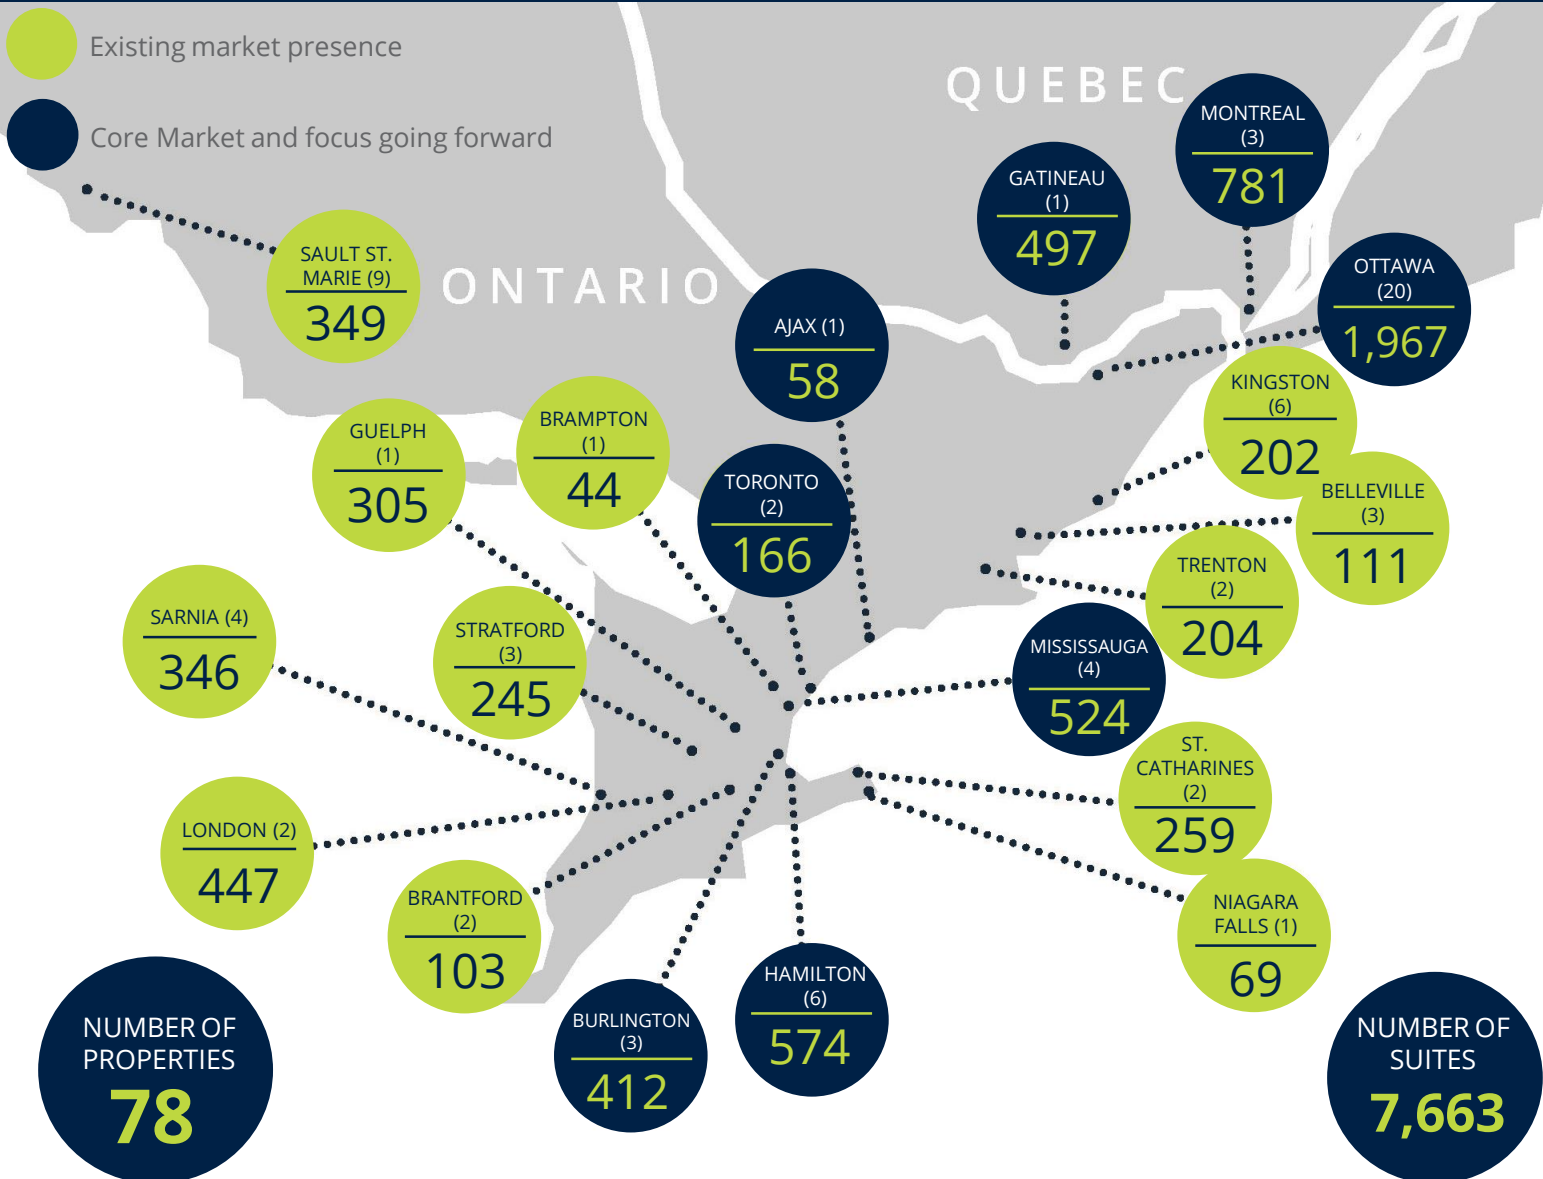 Existing market presence
Core Market and focus going forward
QUEBEC
ONTARIO
MONTREAL
(3)
781
GATINEAU
(1)
497
OTTAWA
(20)
1,967
SAULT ST.
MARIE (9)
349
AJAX (1)
58
KINGSTON
(6)
202
GUELPH
(1)
305
BRAMPTON
(1)
44
TORONTO
(2)
166
BELLEVILLE
(3)
111
TRENTON
(2)
204
SARNIA (4)
346
STRATFORD
(3)
245
MISSISSAUGA
(4)
524
ST.
CATHARINES
(2)
259
LONDON (2)
447
BRANTFORD
(2)
103
NIAGARA
FALLS (1)
69
BURLINGTON
(3)
412
HAMILTON
(6)
574
NUMBER OF
PROPERTIES
78
NUMBER OF
SUITES
7,663